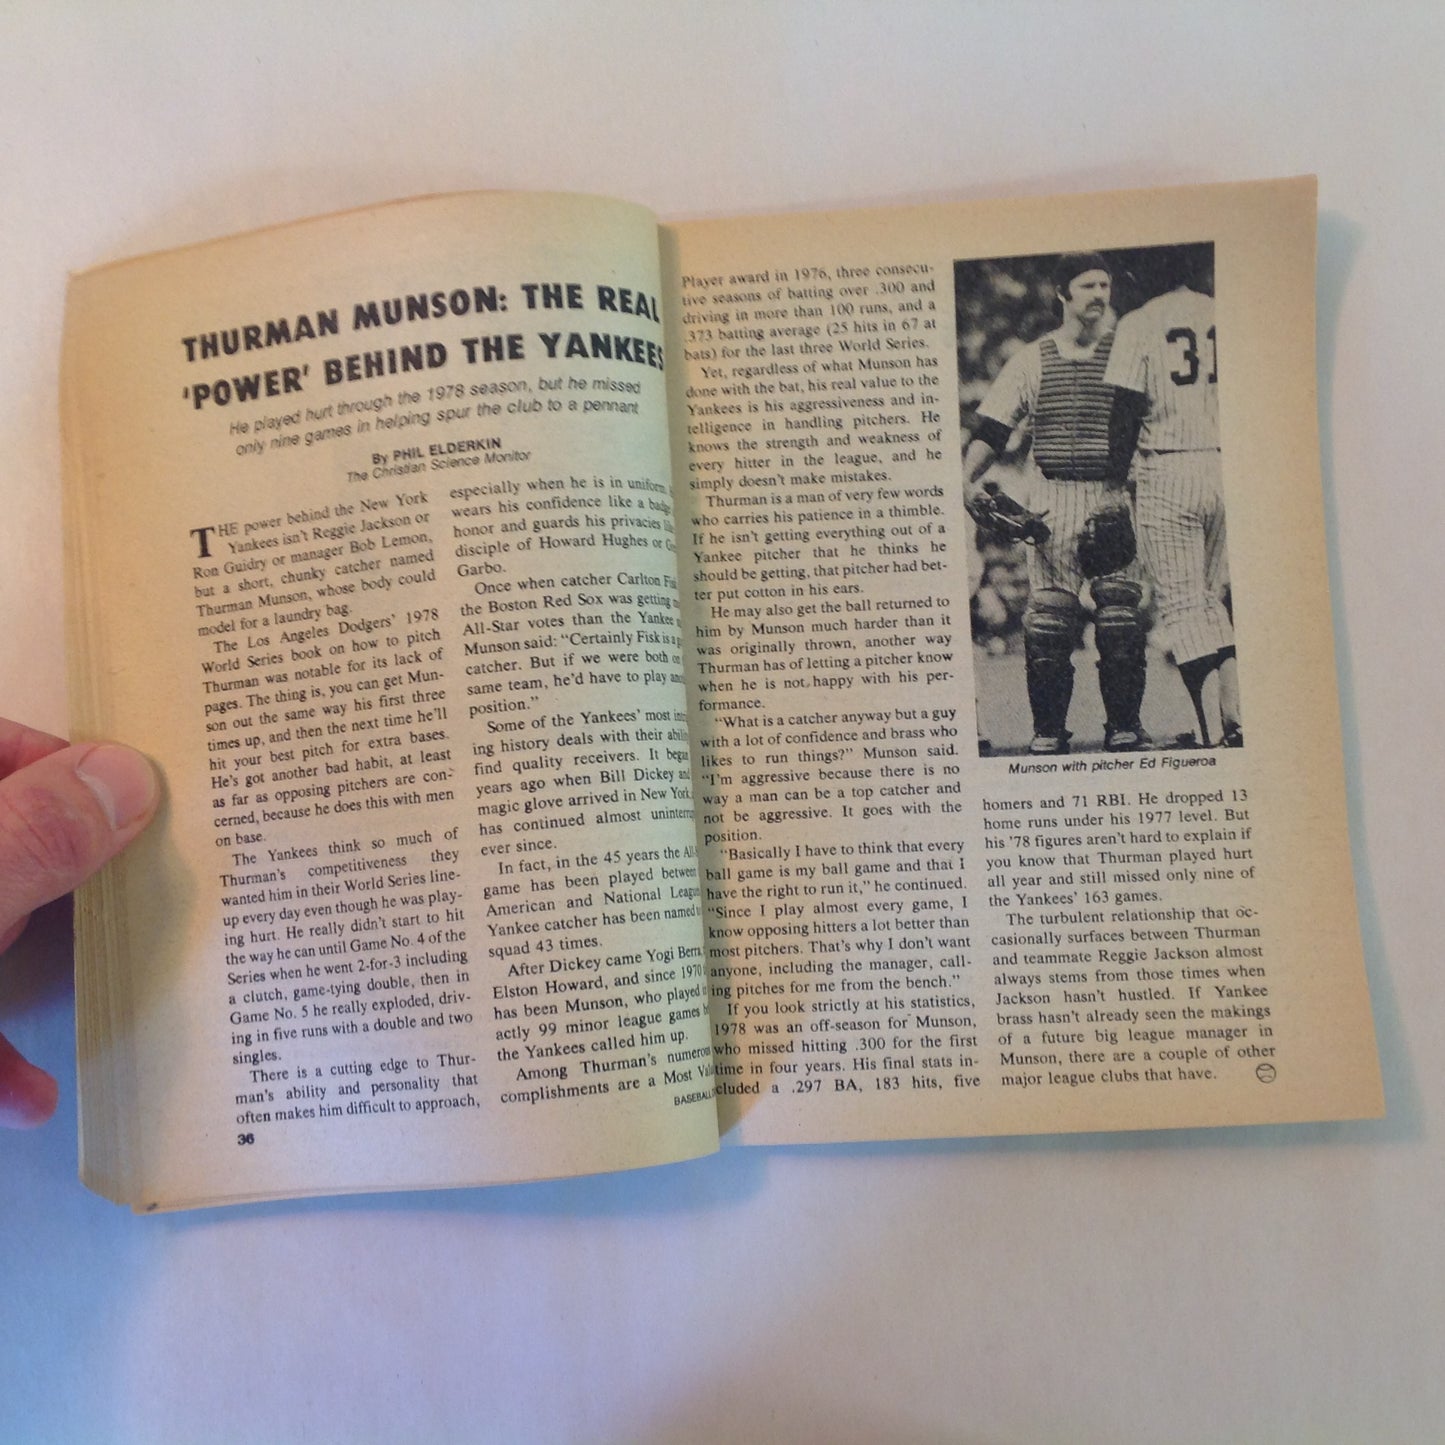 THURMAN MUNSON: THE REAL
'POWER' BEHIND THE YANKEES
He played hurt through the 1978 season, but he missed
only nine games in helping spur the club to a pennant
By PHIL ELDERKIN
The Christian Science Monitor
THE power behind the New York
Yankees isn't Reggie Jackson or
Ron Guidry or manager Bob Lemon,
but a short, chunky catcher named
Thurman Munson, whose body could
model for a laundry bag.
The Los Angeles Dodgers' 1978
World Series book on how to pitch
Thurman was notable for its lack of
pages. The thing is, you can get Mun-
son out the same way his first three
times up, and then the next time he'll
hit your best pitch for extra bases.
He's got another bad habit, at least
as far as opposing pitchers are con-
cerned, because he does this with men
on base.
The Yankees think so much of
Thurman's competitiveness they
wanted him in their World Series line-
up every day even though he was play-
ing hurt. He really didn't start to hit
the way he can until Game No. 4 of the
Series when he went 2-for-3 including
a clutch, game-tying double, then in
Game No. 5 he really exploded, driv-
ing in five runs with a double and two
singles.
There is a cutting edge to Thur-
man's ability and personality that
often makes him difficult to approach,
36
especially when he is in uniform.
wears his confidence like a
honor and guards his privacies
disciple of Howard Hughes or
Garbo.
Once when catcher Carlton
the Boston Red Sox was getting
All-Star votes than the Yankee
Munson said: "Certainly Fisk is a
catcher. But if we were both on
same team, he'd have to play
position."
Some of the Yankees' most
ing history deals with their
find quality receivers. It began
years ago when Bill Dickey and
magic glove arrived in New York
has continued almost
ever since.
In fact, in the 45 years the
game has been played between
American and National League
Yankee catcher has been named
squad 43 times.
After Dickey came Yogi Berra,
Elston Howard, and since 1970
has been Munson, who played
actly 99 minor league games
the Yankees called him up.
Among Thurman's
complishments are a Most
BASEBALL
Player award in 1976, three consecu-
tive seasons of batting over .300 and
driving in more than 100 runs, and a
.373 batting average (25 hits in 67 at
bats) for the last three World Series.
Yet, regardless of what Munson has
done with the bat, his real value to the
Yankees is his aggressiveness and in-
telligence in handling pitchers. He
knows the strength and weakness of
every hitter in the league, and he
simply doesn't make mistakes.
Thurman is a man of very few words
who carries his patience in a thimble.
If he isn't getting everything out of a
Yankee pitcher that he thinks he
should be getting, that pitcher had bet-
ter put cotton in his ears.
He may also get the ball returned to
him by Munson much harder than it
was originally thrown, another way
Thurman has of letting a pitcher know
when he is not happy with his per-
formance.
"What is a catcher anyway but a guy
with a lot of confidence and brass who
likes to run things?" Munson said.
"I'm aggressive because there is no
way a man can be a top catcher and
not be aggressive. It goes with the
position.
"Basically I have to think that every
ball game is my ball game and that I
have the right to run it," he continued.
"Since I play almost every game, I
know opposing hitters a lot better than
most pitchers. That's why I don't want
anyone, including the manager, call-
ing pitches for me from the bench."
If you look strictly at his statistics,
1978 was an off-season for Munson,
who missed hitting .300 for the first
time in four years. His final stats in-
cluded a .297 BA, 183 hits, five
31
Munson with pitcher Ed Figueroa
homers and 71 RBI. He dropped 13
home runs under his 1977 level. But
his '78 figures aren't hard to explain if
you know that Thurman played hurt
all year and still missed only nine of
the Yankees' 163 games.
The turbulent relationship that oc-
casionally surfaces between Thurman
and teammate Reggie Jackson almost
always stems from those times when
Jackson hasn't hustled. If Yankee
brass hasn't already seen the makings
of a future big league manager in
Munson, there are a couple of other
major league clubs that have.